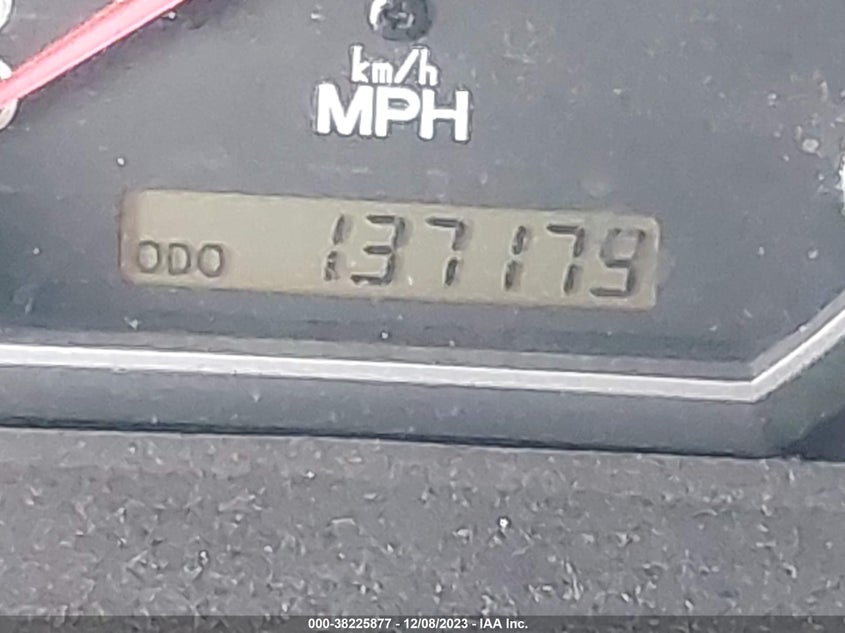 km/h
MPH
ODO 137179
000-38225877 - 12/08/2023 - IAA Inc.